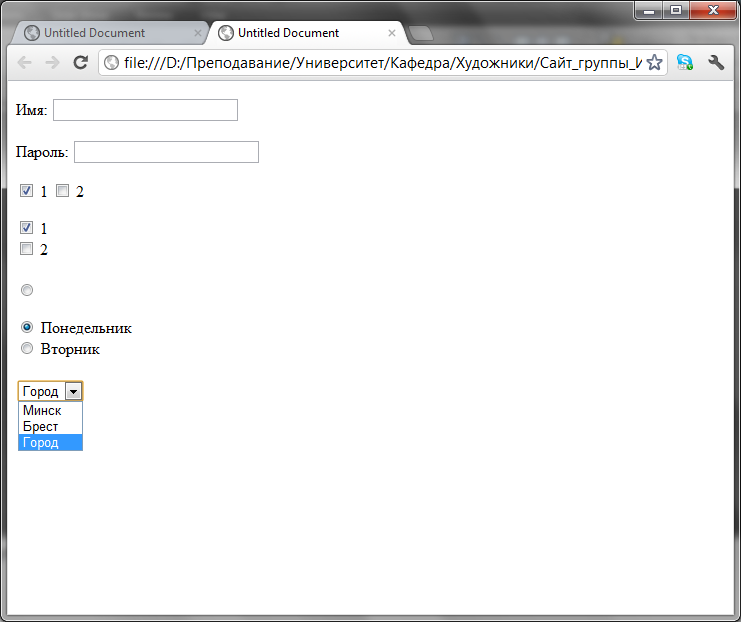 Untitled Document
Untitled Document
file:///D:/Преподавание/Университет/Кафедра/Художники/Сайт_группы_И
Имя:
Пароль:
1 2
1
2
Понедельник
Вторник
Город
Минск
Брест
Город